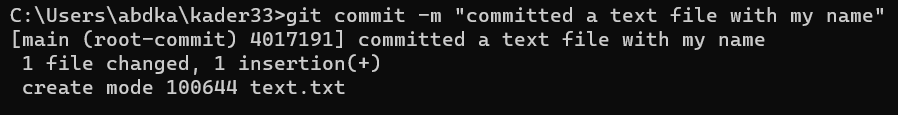 C:\Users\abdka\kader33>git commit -m "committed a text file with my name"
[main (root-commit) 4017191] committed a text file with my name
 1 file changed, 1 insertion(+)
 create mode 100644 text.txt